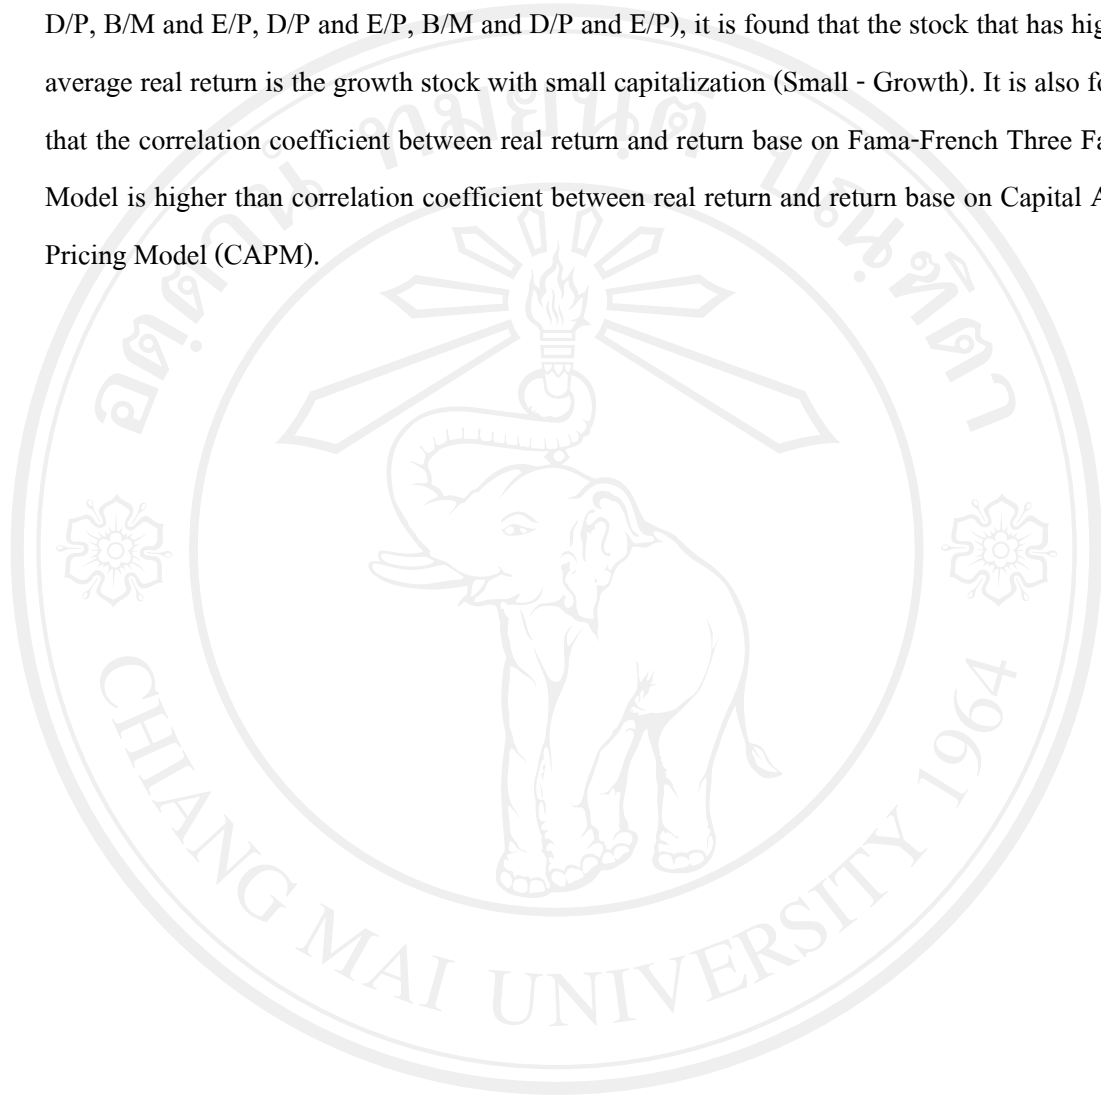 D/P, B/M and E/P, D/P and E/P, B/M and D/P and E/P), it is found that the stock that has
average real return is the growth stock with small capitalization (Small - Growth). It is also
that the correlation coefficient between real return and return base on Fama-French Three
Model is higher than correlation coefficient between real return and return base on Capital
Pricing Model (CAPM).
CHIANG MAI UNIVERSITY 1964